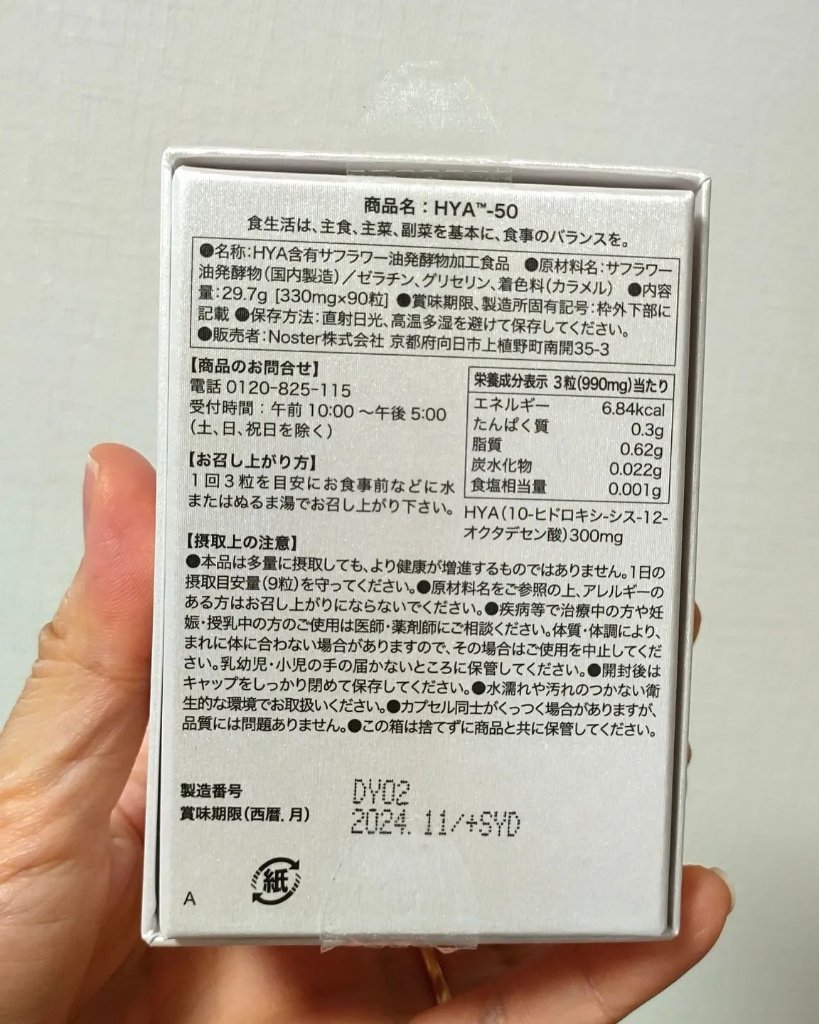 商品名：HYA™-50
食生活は、主食、主菜、副菜を基本に、食事のバランスを。
●名称：HYA含有サフラワー油発酵物加工食品　●原材料名：サフラワー
油発酵物（国内製造）／ゼラチン、グリセリン、着色料（カラメル）　●内容
量：29.7g［330mg×90粒］●賞味期限、製造所固有記号：枠外下部に
記載 ●保存方法：直射日光、高温多湿を避けて保存してください。
●販売者：Noster株式会社 京都府向日市上植野町南開35-3
【商品のお問合せ】
電話 0120-825-115
受付時間：午前 10:00 ～午後 5:00
（土、日、祝日を除く）
【お召し上がり方】
1回3粒を目安にお食事前などに水
またはぬるま湯でお召し上がり下さい。
栄養成分表示 3粒（990mg）当たり
エネルギー 6.84kcal
たんぱく質 0.3g
脂質 0.62g
炭水化物 0.022g
食塩相当量 0.001g
HYA（10-ヒドロキシ-シス-12-
オクタデセン酸）300mg
【摂取上の注意】
●本品は多量に摂取しても、より健康が増進するものではありません。1日の
摂取目安量（9粒）を守ってください。●原材料名をご参照の上、アレルギーの
ある方はお召し上がりにならないでください。●疾病等で治療中の方や妊
娠・授乳中の方のご使用は医師・薬剤師にご相談ください。体質・体調により、
まれに体に合わない場合がありますので、その場合はご使用を中止してくだ
さい。乳幼児・小児の手の届かないところに保管してください。●開封後は
キャップをしっかり閉めて保存してください。●水濡れや汚れのつかない衛
生的な環境でお取扱いください。●カプセル同士がくっつく場合がありますが、
品質には問題ありません。●この箱は捨てずに商品と共に保管してください。
製造番号 DY02
賞味期限（西暦. 月） 2024. 11/+SYD
紙
A